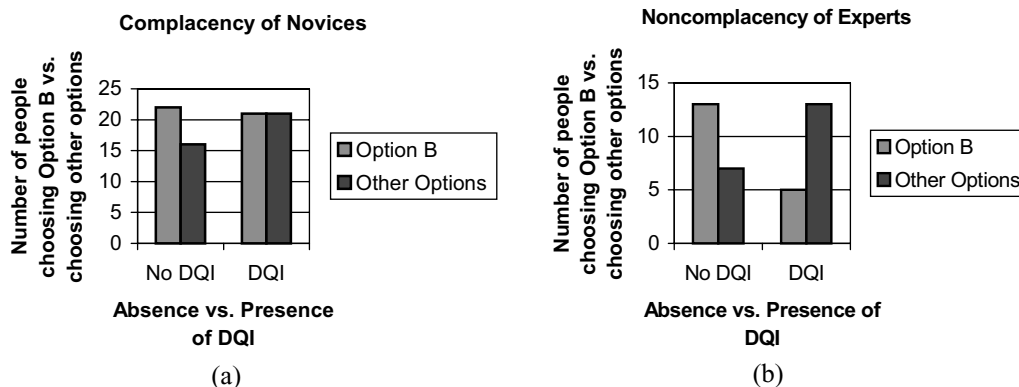 Complacency of Novices
Number of people
choosing Option B vs.
choosing other options
25
20
15
10
5
0
No DQI
DQI
Option B
Other Options
Absence vs. Presence
of DQI
(a)
Noncomplacency of Experts
Number of people
choosing Option B vs.
choosing other options
15
10
5
0
No DQI
DQI
Option B
Other Options
Absence vs. Presence of
DQI
(b)